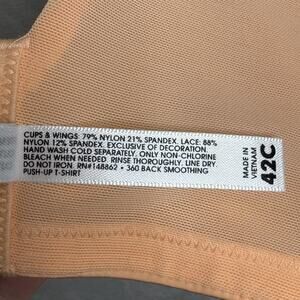 CUPS & WINGS: 79% NYLON 21% SPANDEX. LACE: 88%
NYLON 12% SPANDEX. EXCLUSIVE OF DECORATION.
HAND WASH COLD SEPARATELY. ONLY NON-CHLORINE
BLEACH WHEN NEEDED. RINSE THOROUGHLY. LINE DRY.
DO NOT IRON. RN#148862 • 360 BACK SMOOTHING
PUSH-UP T-SHIRT
MADE IN
VIETNAM
42C